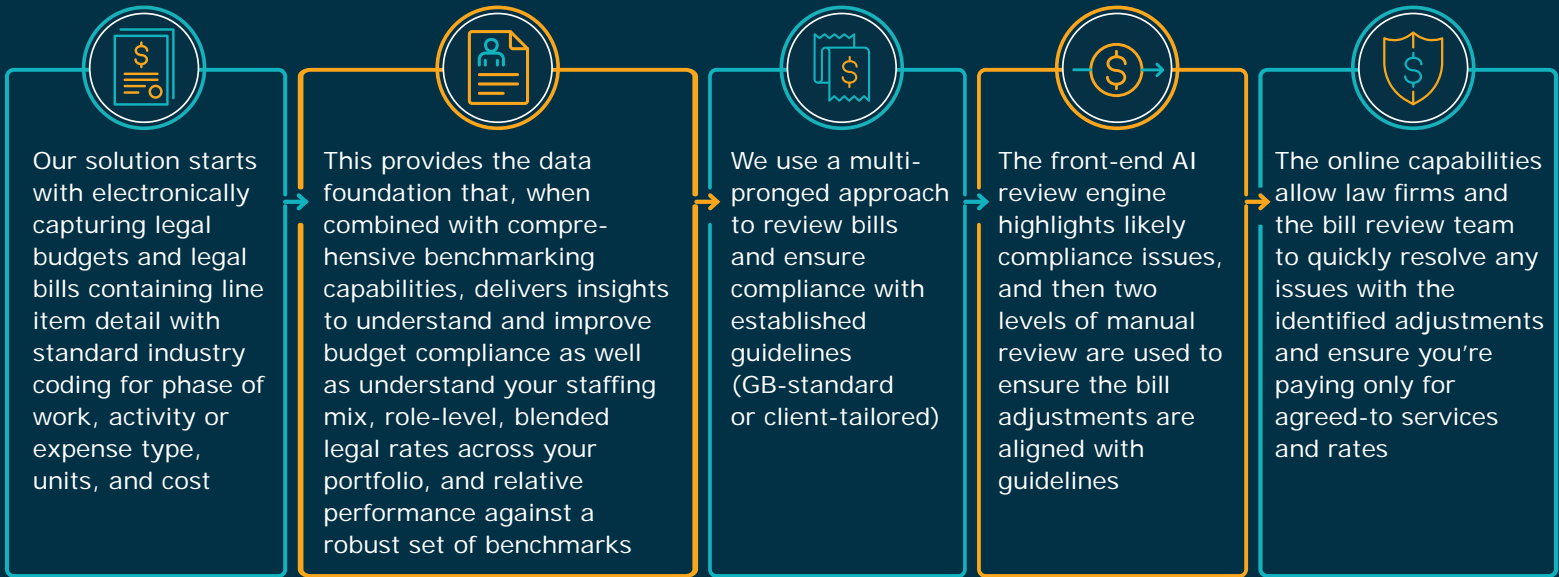 Our solution starts
with electronically
capturing legal
budgets and legal
bills containing line
item detail with
standard industry
coding for phase of
work, activity or
expense type,
units, and cost
This provides the data
foundation that, when
combined with compre-
hensive benchmarking
capabilities, delivers insights
to understand and improve
budget compliance as well
as understand your staffing
mix, role-level, blended
legal rates across your
portfolio, and relative
performance against a
robust set of benchmarks
We use a multi-
pronged approach
to review bills
and ensure
compliance with
established
guidelines
(GB-standard
or client-tailored)
The front-end AI
review engine
highlights likely
compliance issues,
and then two
levels of manual
review are used to
ensure the bill
adjustments are
aligned with
guidelines
The online capabilities
allow law firms and
the bill review team
to quickly resolve any
issues with the
identified adjustments
and ensure you're
paying only for
agreed-to services
and rates